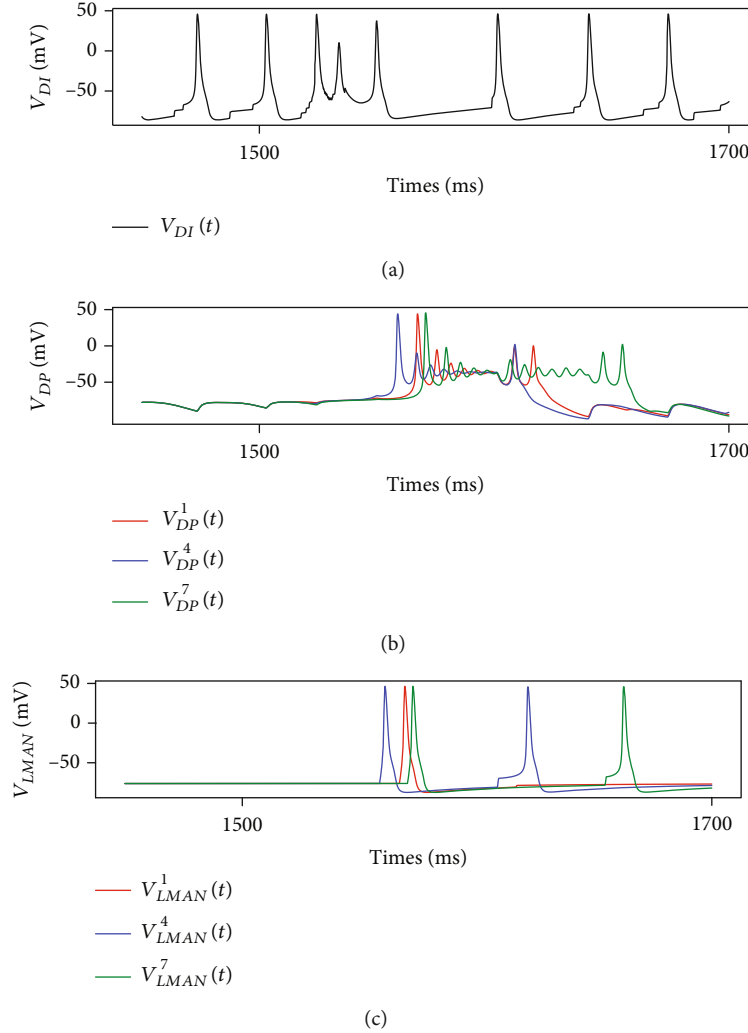 50
0
−50
V_DI (mV)
1500
1700
Times (ms)
V_DI (t)
(a)
50
0
−50
V_DP (mV)
1500
1700
Times (ms)
V_DP^1 (t)
V_DP^4 (t)
V_DP^7 (t)
(b)
50
0
−50
V_LMAN (mV)
1500
1700
Times (ms)
V_LMAN^1 (t)
V_LMAN^4 (t)
V_LMAN^7 (t)
(c)